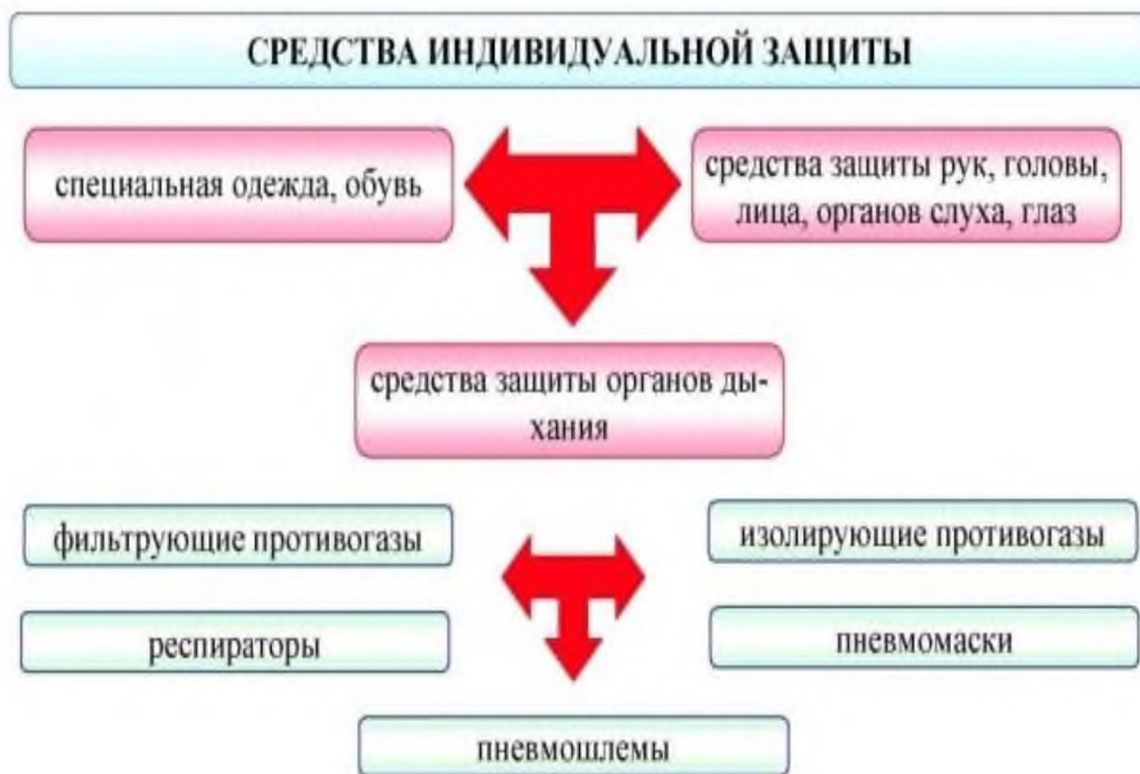 СРЕДСТВА ИНДИВИДУАЛЬНОЙ ЗАЩИТЫ
специальная одежда, обувь
средства защиты рук, головы,
лица, органов слуха, глаз
средства защиты органов ды-
хания
фильтрующие противогазы
изолирующие противогазы
респираторы
пневмомаски
пневмошлемы